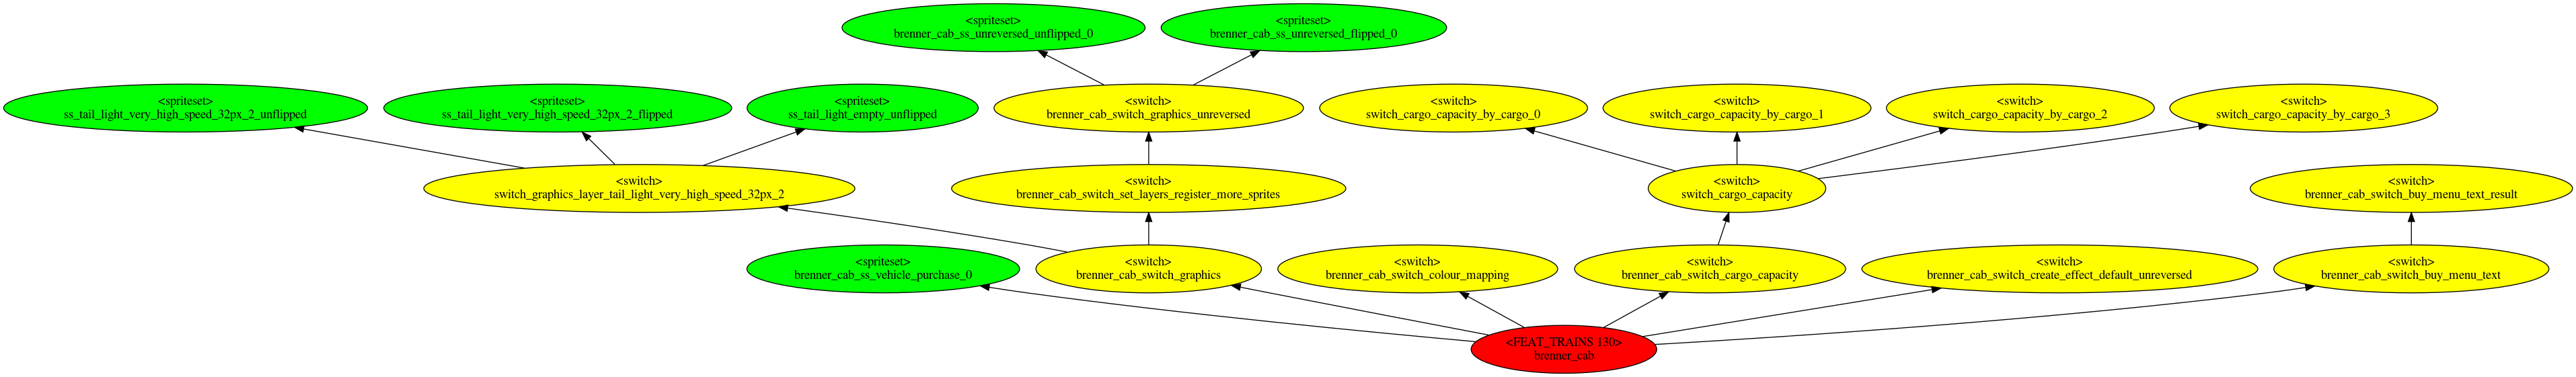 <spriteset>
brenner_cab_ss_unreversed_unflipped_0
<spriteset>
brenner_cab_ss_unreversed_flipped_0
<spriteset>
ss_tail_light_very_high_speed_32px_2_unflipped
<spriteset>
ss_tail_light_very_high_speed_32px_2_flipped
<spriteset>
ss_tail_light_empty_unflipped
<switch>
brenner_cab_switch_graphics_unreversed
<switch>
switch_cargo_capacity_by_cargo_0
<switch>
switch_cargo_capacity_by_cargo_1
<switch>
switch_cargo_capacity_by_cargo_2
<switch>
switch_cargo_capacity_by_cargo_3
<switch>
switch_graphics_layer_tail_light_very_high_speed_32px_2
<switch>
brenner_cab_switch_set_layers_register_more_sprites
<switch>
switch_cargo_capacity
<switch>
brenner_cab_switch_buy_menu_text_result
<spriteset>
brenner_cab_ss_vehicle_purchase_0
<switch>
brenner_cab_switch_graphics
<switch>
brenner_cab_switch_colour_mapping
<switch>
brenner_cab_switch_cargo_capacity
<switch>
brenner_cab_switch_create_effect_default_unreversed
<switch>
brenner_cab_switch_buy_menu_text
<FEAT_TRAINS 130>
brenner_cab